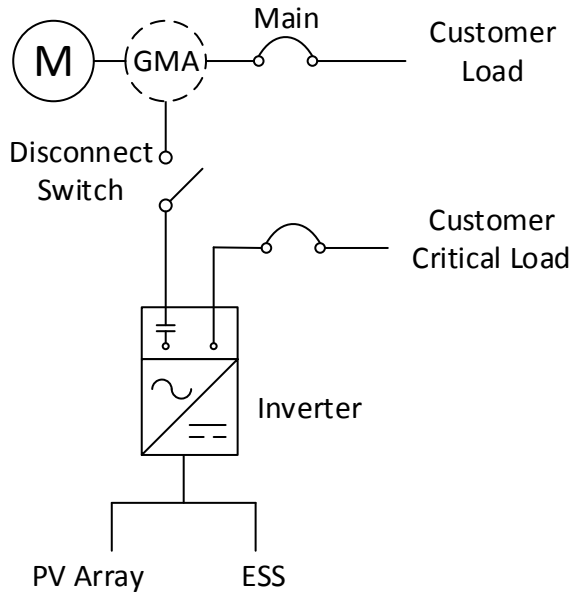 Main
Customer
Load
M
GMA
Disconnect
Switch
Customer
Critical Load
Inverter
PV Array
ESS